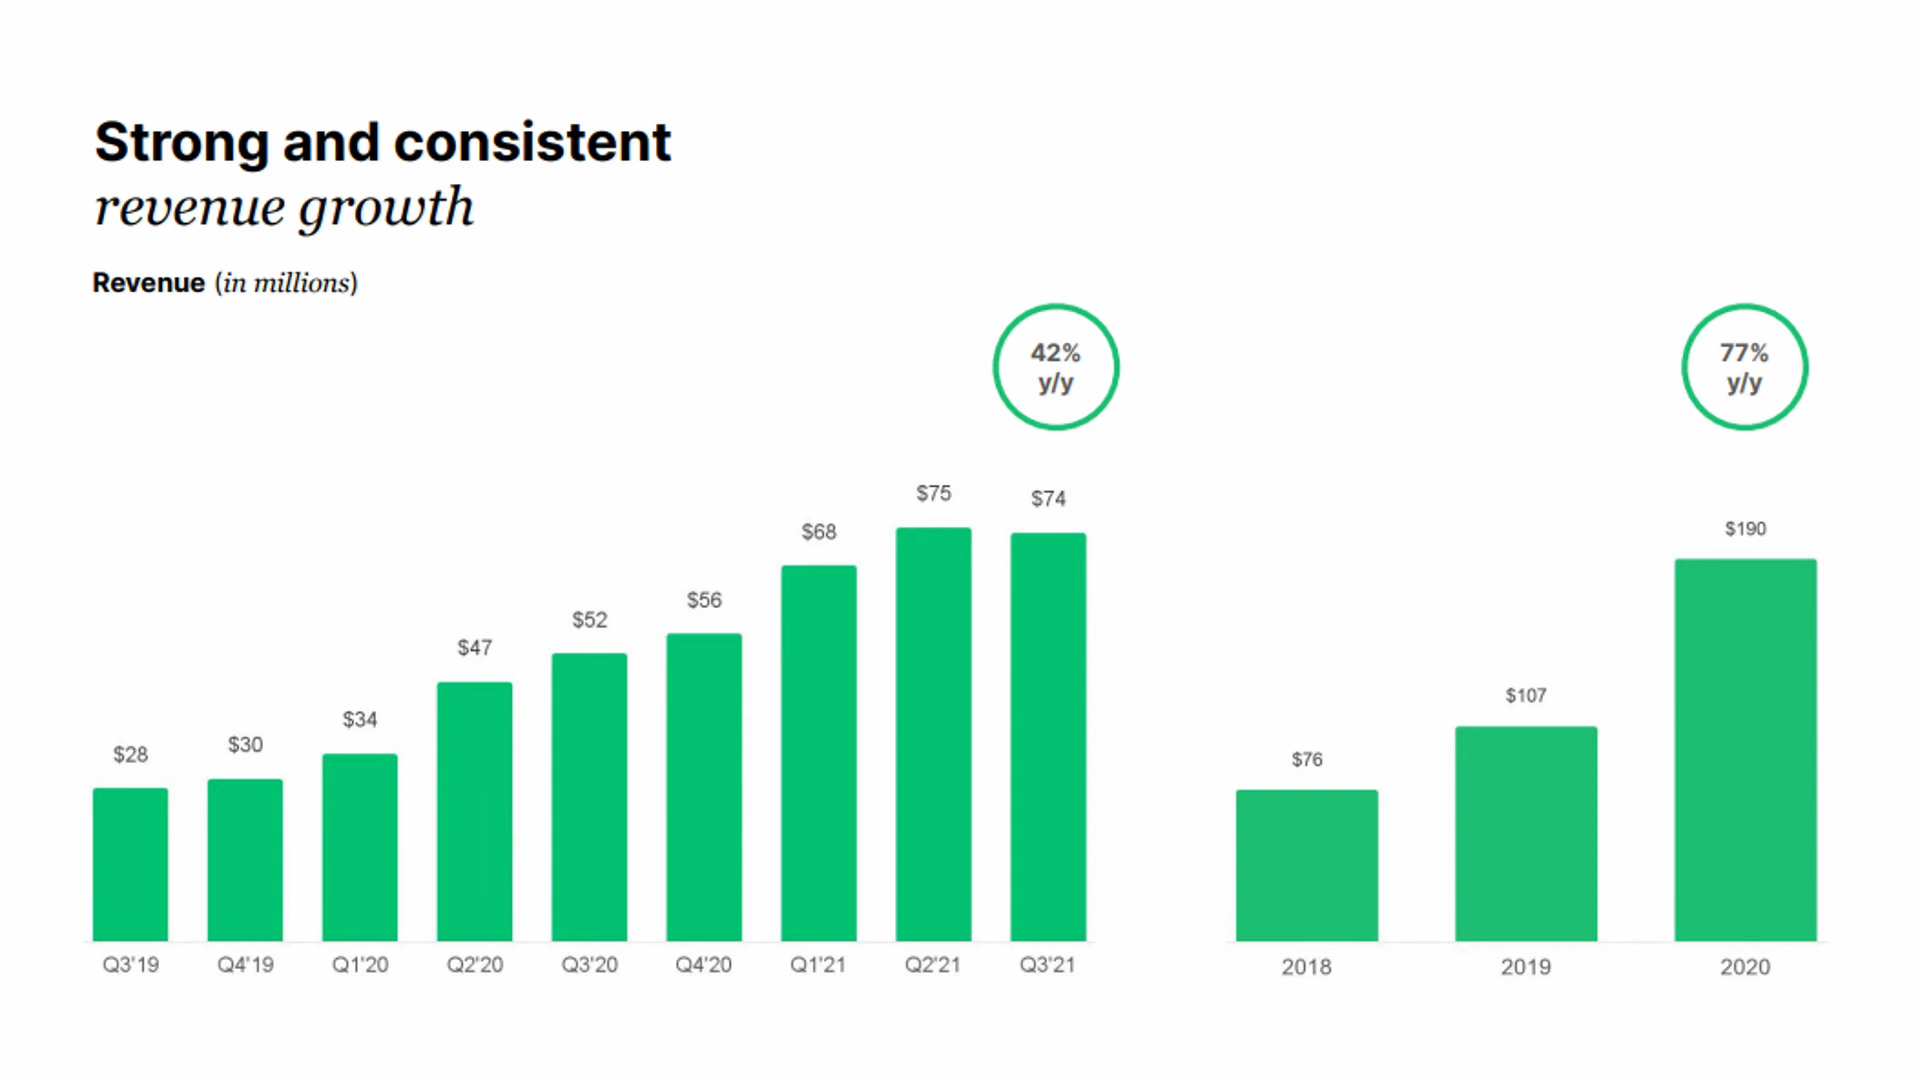 Strong and consistent
revenue growth
Revenue (in millions)
42%
y/y
77%
y/y
$28
$30
$34
$47
$52
$56
$68
$75
$74
Q3'19
Q4'19
Q1'20
Q2'20
Q3'20
Q4'20
Q1'21
Q2'21
Q3'21
$76
$107
$190
2018
2019
2020